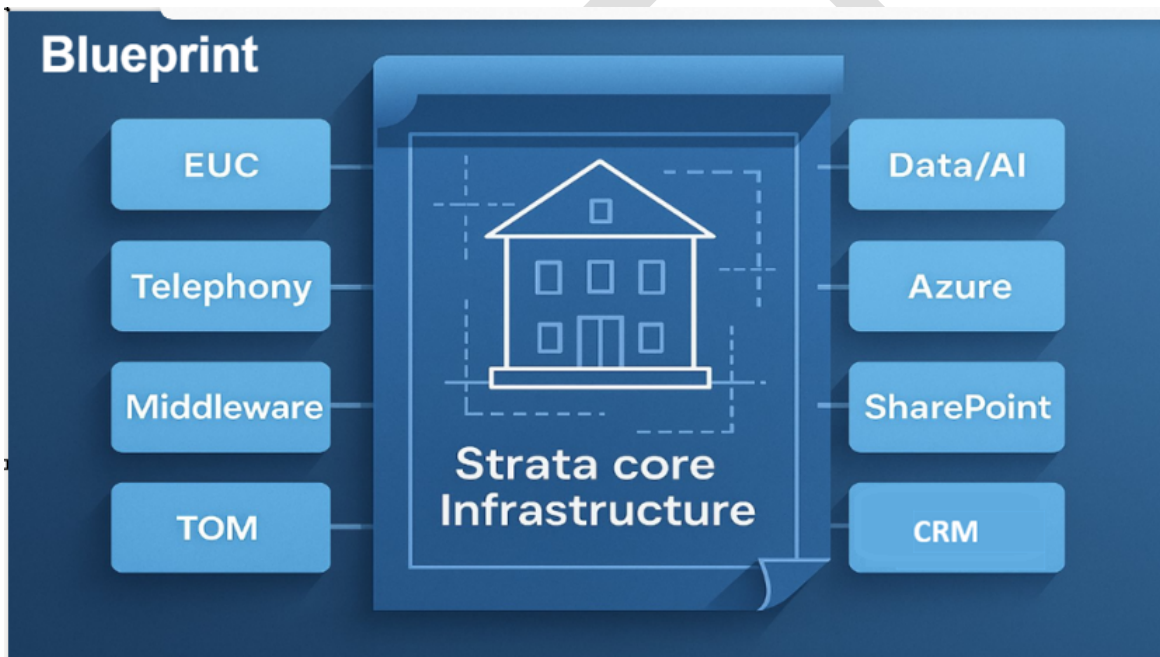 Blueprint
EUC
Telephony
Middleware
TOM
Strata core
Infrastructure
Data/AI
Azure
SharePoint
CRM